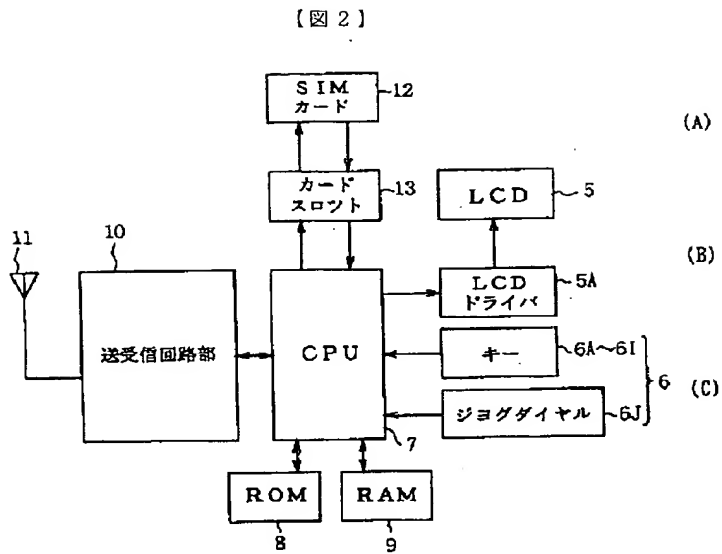 【図2】
SIM
カード
12
(A)
カード
スロツト
13
LCD
5
11
10
(B)
LCD
ドライバ
5A
送受信回路部
CPU
キー
6A～6I
6
(C)
ジヨグダイヤル
6J
7
ROM
RAM
8
9